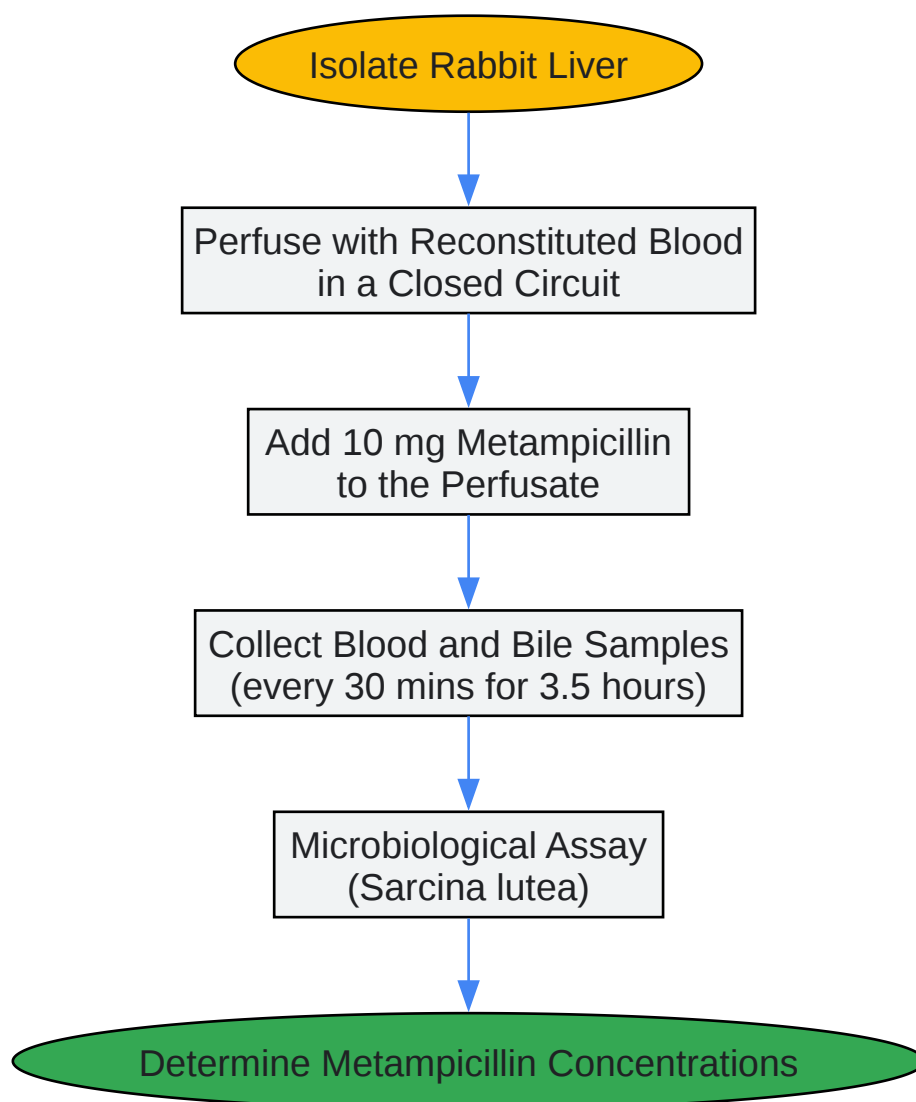 Isolate Rabbit Liver
Perfuse with Reconstituted Blood
in a Closed Circuit
Add 10 mg Metampicillin
to the Perfusate
Collect Blood and Bile Samples
(every 30 mins for 3.5 hours)
Microbiological Assay
(Sarcina lutea)
Determine Metampicillin Concentrations